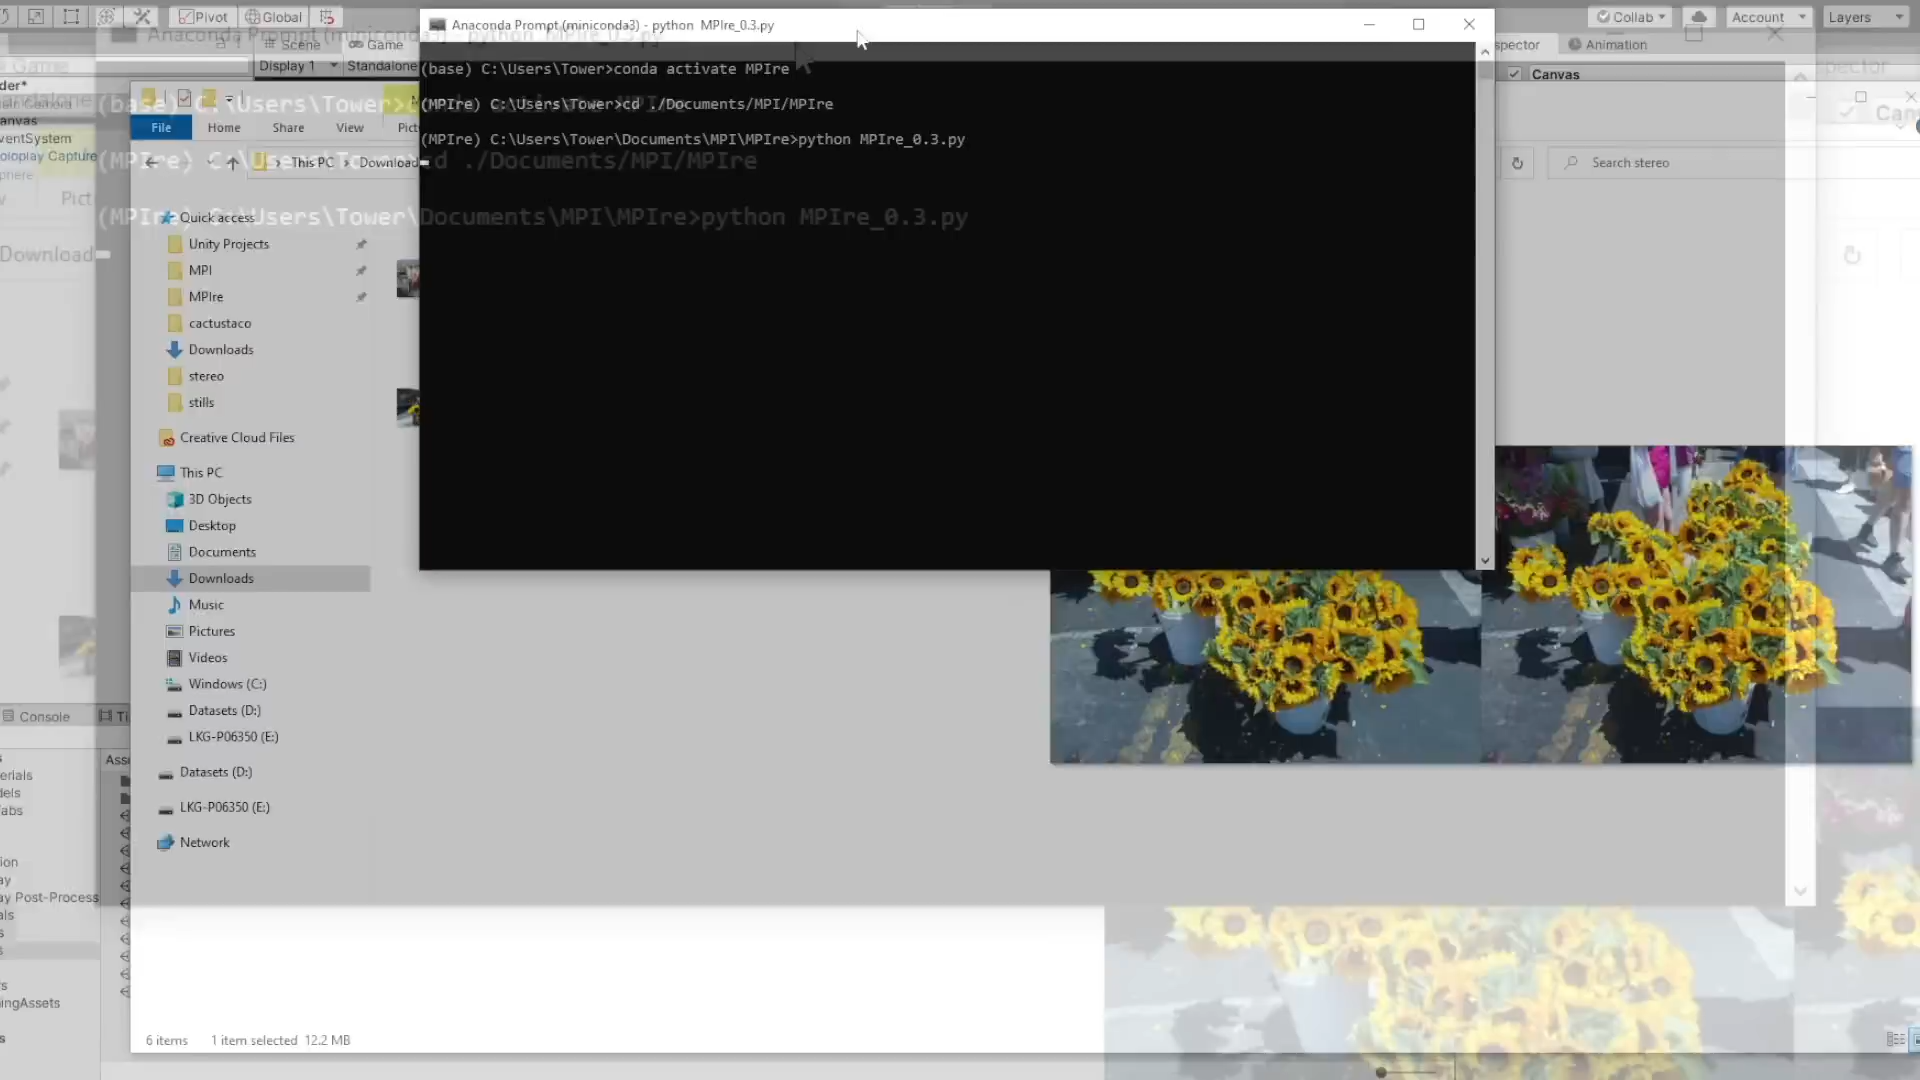 Pivot
Global
Collab
Account
Layers
Anaconda Prompt (miniconda3) - python MPIre_0.3.py
Scene
Game
Display 1
Standalone
Animation
Canvas
(base) C:\Users\Tower>conda activate MPIre
(MPIre) C:\Users\Tower>cd ./Documents/MPI/MPIre
(MPIre) C:\Users\Tower\Documents\MPI\MPIre>python MPIre_0.3.py
File
Home
Share
View
This PC
Download
Search stereo
Quick access
Unity Projects
MPI
MPIre
cactustaco
Downloads
stereo
stills
Creative Cloud Files
This PC
3D Objects
Desktop
Documents
Downloads
Music
Pictures
Videos
Windows (C:)
Datasets (D:)
LKG-P06350 (E:)
Datasets (D:)
LKG-P06350 (E:)
Network
Console
6 items 1 item selected 12.2 MB